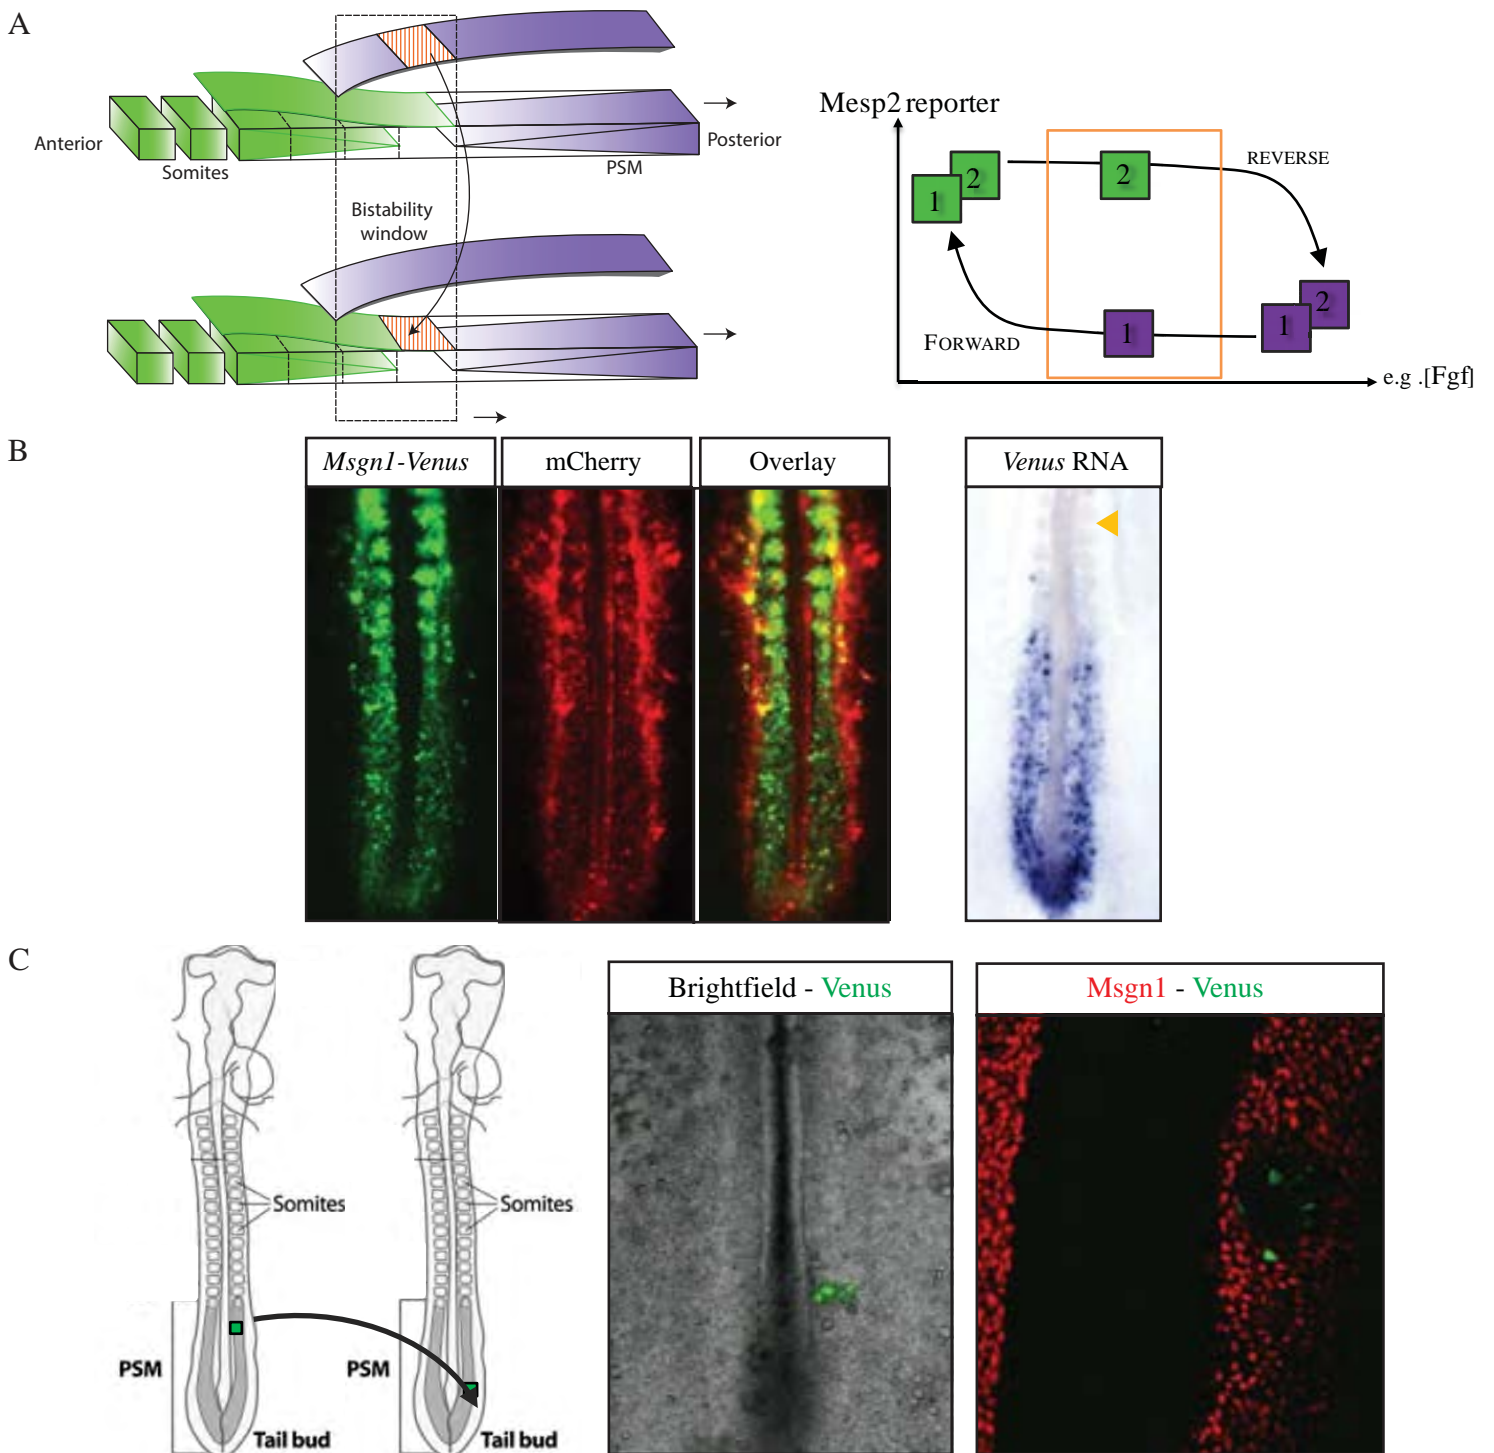 A
Anterior
Somites
PSM
Posterior
Bistability
window
Mesp2 reporter
1
2
2
REVERSE
FORWARD
1
1
2
e.g .[Fgf]
B
Msgn1-Venus
mCherry
Overlay
Venus RNA
C
Somites
PSM
Tail bud
Somites
PSM
Tail bud
Brightfield - Venus
Msgn1 - Venus